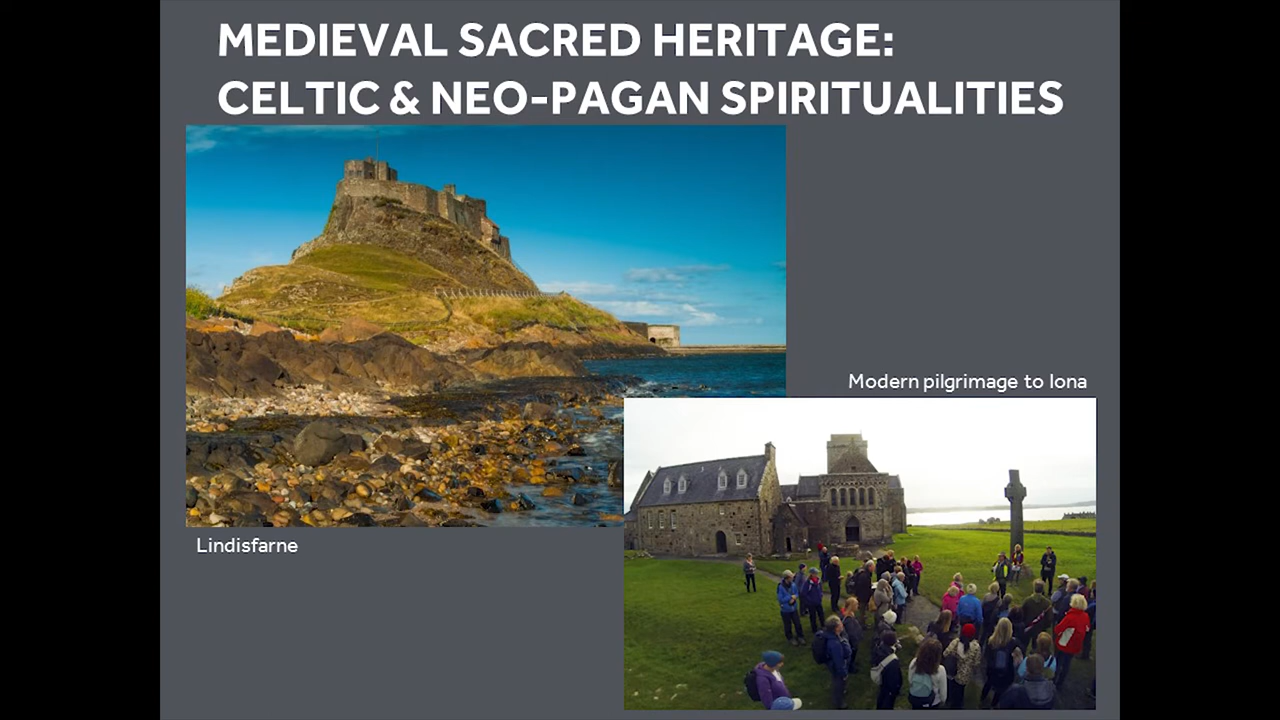 MEDIEVAL SACRED HERITAGE:
CELTIC & NEO-PAGAN SPIRITUALITIES
Modern pilgrimage to Iona
Lindisfarne